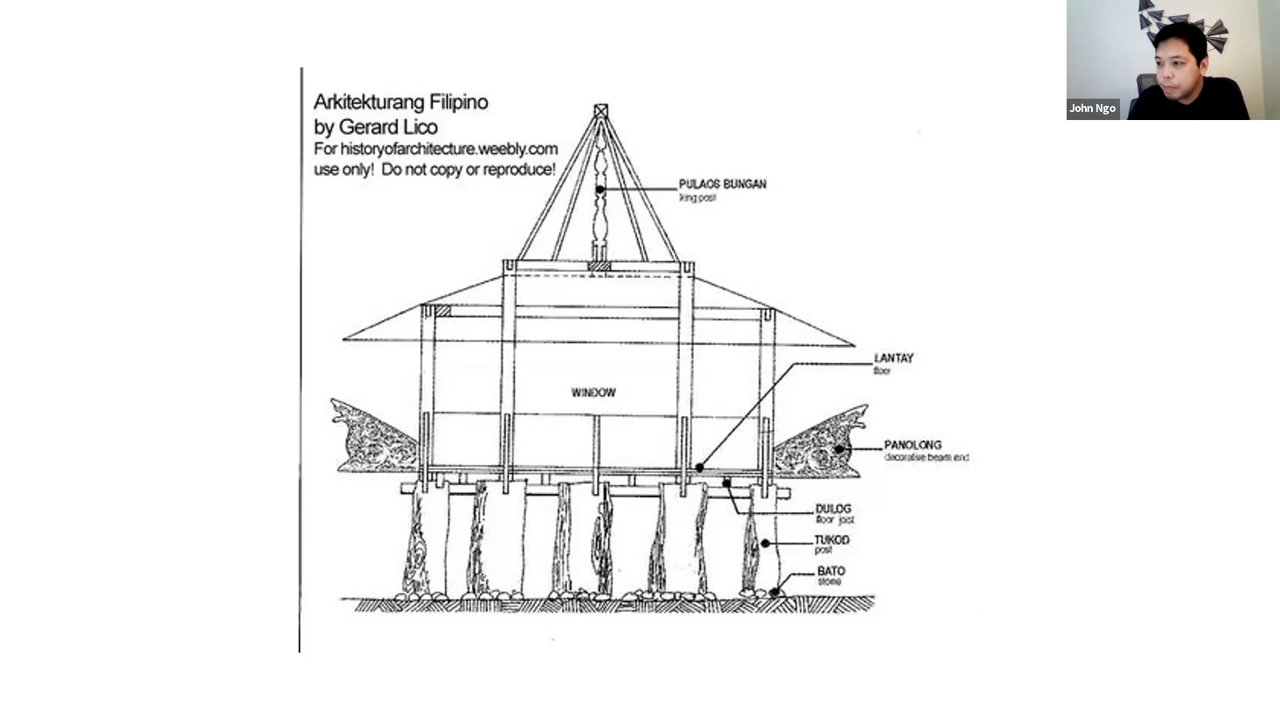 John Ngo
Arkitekturang Filipino
by Gerard Lico
For historyofarchitecture.weebly.com
use only! Do not copy or reproduce!
PULAOS BUNGAN
king post
LANTAY
floor
WINDOW
PANOLONG
decorative beam end
DULOG
floor joist
TUKOD
post
BATO
stone